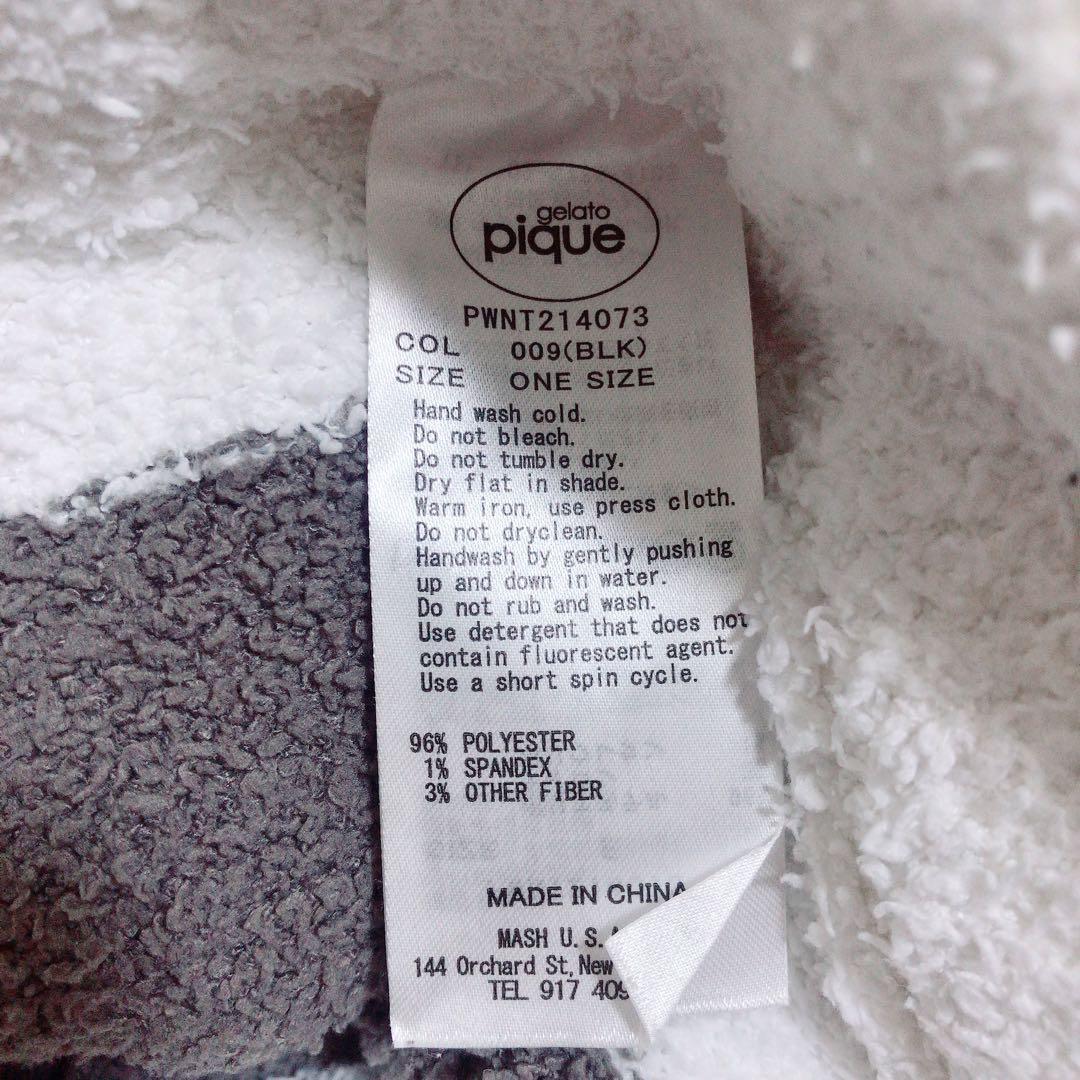 gelato
pique
PWNT214073
COL 009(BLK)
SIZE ONE SIZE
Hand wash cold.
Do not bleach.
Do not tumble dry.
Dry flat in shade.
Warm iron, use press cloth.
Do not dryclean.
Handwash by gently pushing
up and down in water.
Do not rub and wash.
Use detergent that does not
contain fluorescent agent.
Use a short spin cycle.
96% POLYESTER
1% SPANDEX
3% OTHER FIBER
MADE IN CHINA
MASH U.S.
144 Orchard St, New
TEL 917 409